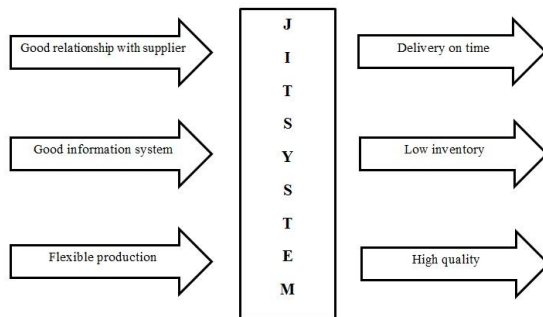 Good relationship with supplier
Good information system
Flexible production
J
I
T
S
Y
S
T
E
M
Delivery on time
Low inventory
High quality